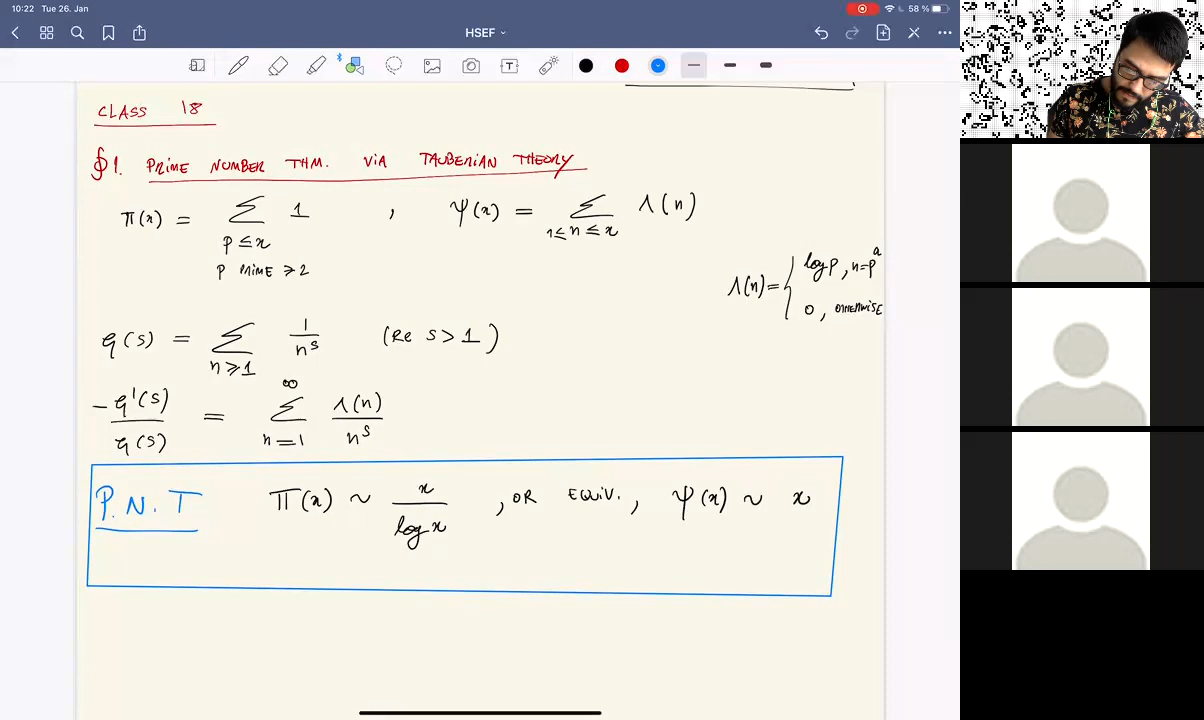 10:22 Tue 26. Jan
58 %
HSEF
CLASS 18
§1. PRIME NUMBER THM. VIA TAUBERIAN THEORY
π(x) = ∑ 1 , ψ(x) = ∑ Λ(n)
p ≤ x 1 ≤ n ≤ x
p PRIME ≥ 2
Λ(n) = { log p, n = p^a
0, OTHERWISE
ζ(s) = ∑_{n ≥ 1} 1/n^s (Re s > 1)
-ζ'(s)/ζ(s) = ∑_{n=1}^∞ Λ(n)/n^s
P.N.T π(x) ~ x/log x , OR EQUIV. , ψ(x) ~ x